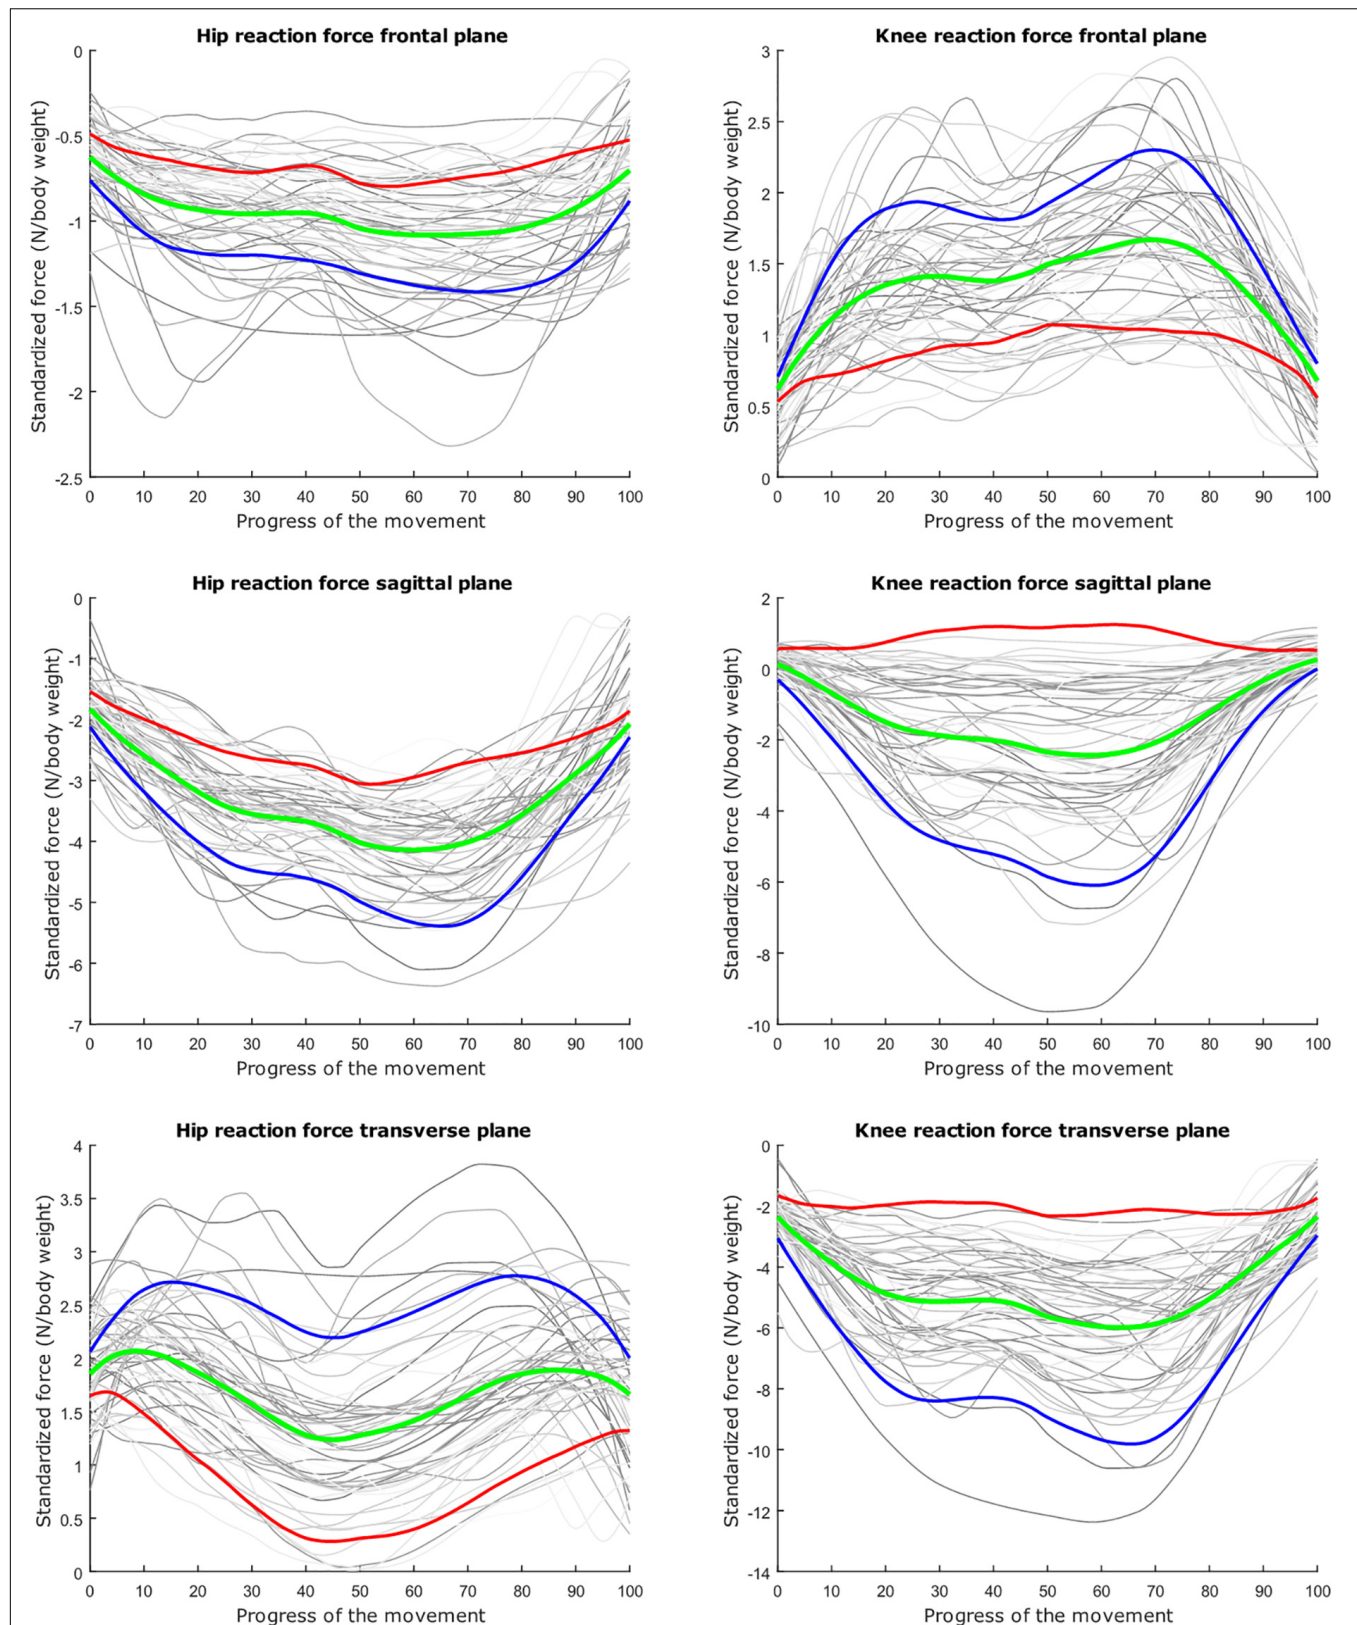 Hip reaction force frontal plane
Standardized force (N/body weight)
0
-0.5
-1
-1.5
-2
-2.5
0 10 20 30 40 50 60 70 80 90 100
Progress of the movement
Knee reaction force frontal plane
Standardized force (N/body weight)
3
2.5
2
1.5
1
0.5
0
0 10 20 30 40 50 60 70 80 90 100
Progress of the movement
Hip reaction force sagittal plane
Standardized force (N/body weight)
0
-1
-2
-3
-4
-5
-6
-7
0 10 20 30 40 50 60 70 80 90 100
Progress of the movement
Knee reaction force sagittal plane
Standardized force (N/body weight)
2
0
-2
-4
-6
-8
-10
0 10 20 30 40 50 60 70 80 90 100
Progress of the movement
Hip reaction force transverse plane
Standardized force (N/body weight)
4
3.5
3
2.5
2
1.5
1
0.5
0
0 10 20 30 40 50 60 70 80 90 100
Progress of the movement
Knee reaction force transverse plane
Standardized force (N/body weight)
0
-2
-4
-6
-8
-10
-12
-14
0 10 20 30 40 50 60 70 80 90 100
Progress of the movement